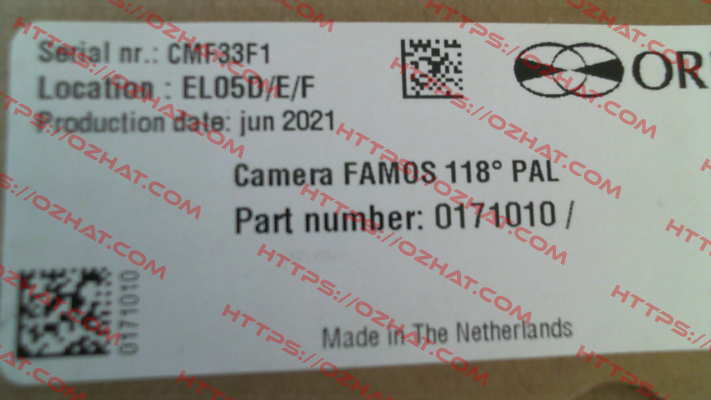 Serial nr.: CMF33F1
Location : EL05D/E/F
Production date: jun 2021
Camera FAMOS 118° PAL
Part number: 0171010 /
0171010
Made in The Netherlands
HTTPS://OZHAT.COM